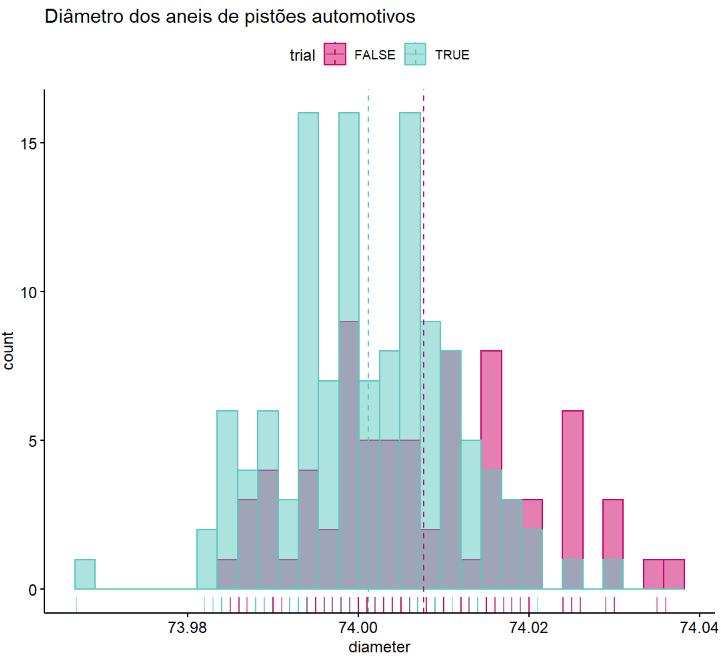 Diâmetro dos aneis de pistões automotivos
trial FALSE TRUE
15
10
5
0
count
73.98 74.00 74.02 74.04
diameter